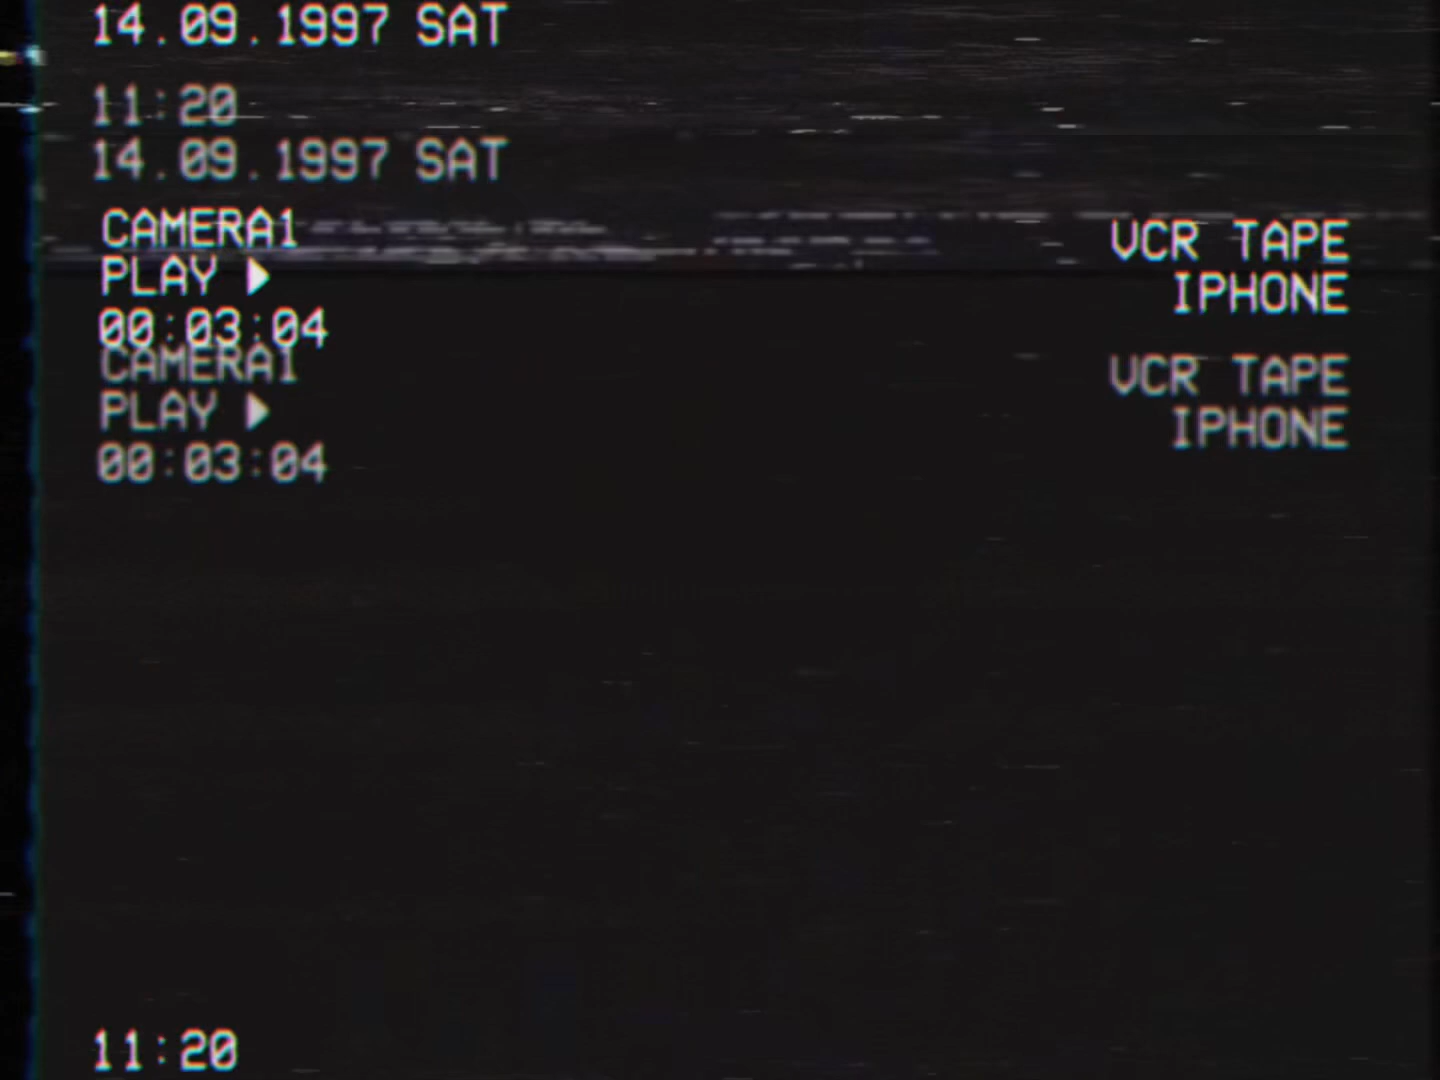 14.09.1997 SAT
11:20
14.09.1997 SAT
CAMERA1
PLAY
00:03:04
VCR TAPE
IPHONE
CAMERA1
PLAY
00:03:04
VCR TAPE
IPHONE
11:20